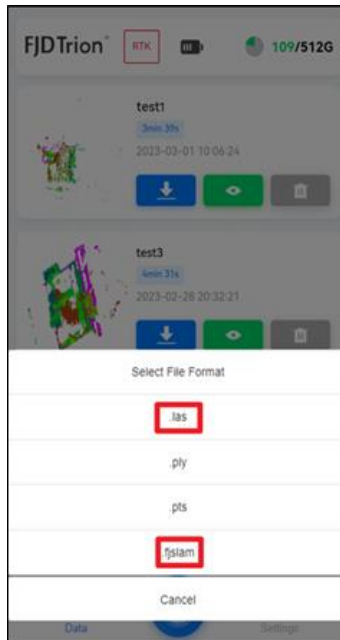 FJDTrion RTK 109/512G
test1
3min 39s
2023-03-01 10:06:24
test3
4min 31s
2023-02-28 20:32:21
Select File Format
.las
.ply
.pts
.fjslam
Cancel
Data Settings